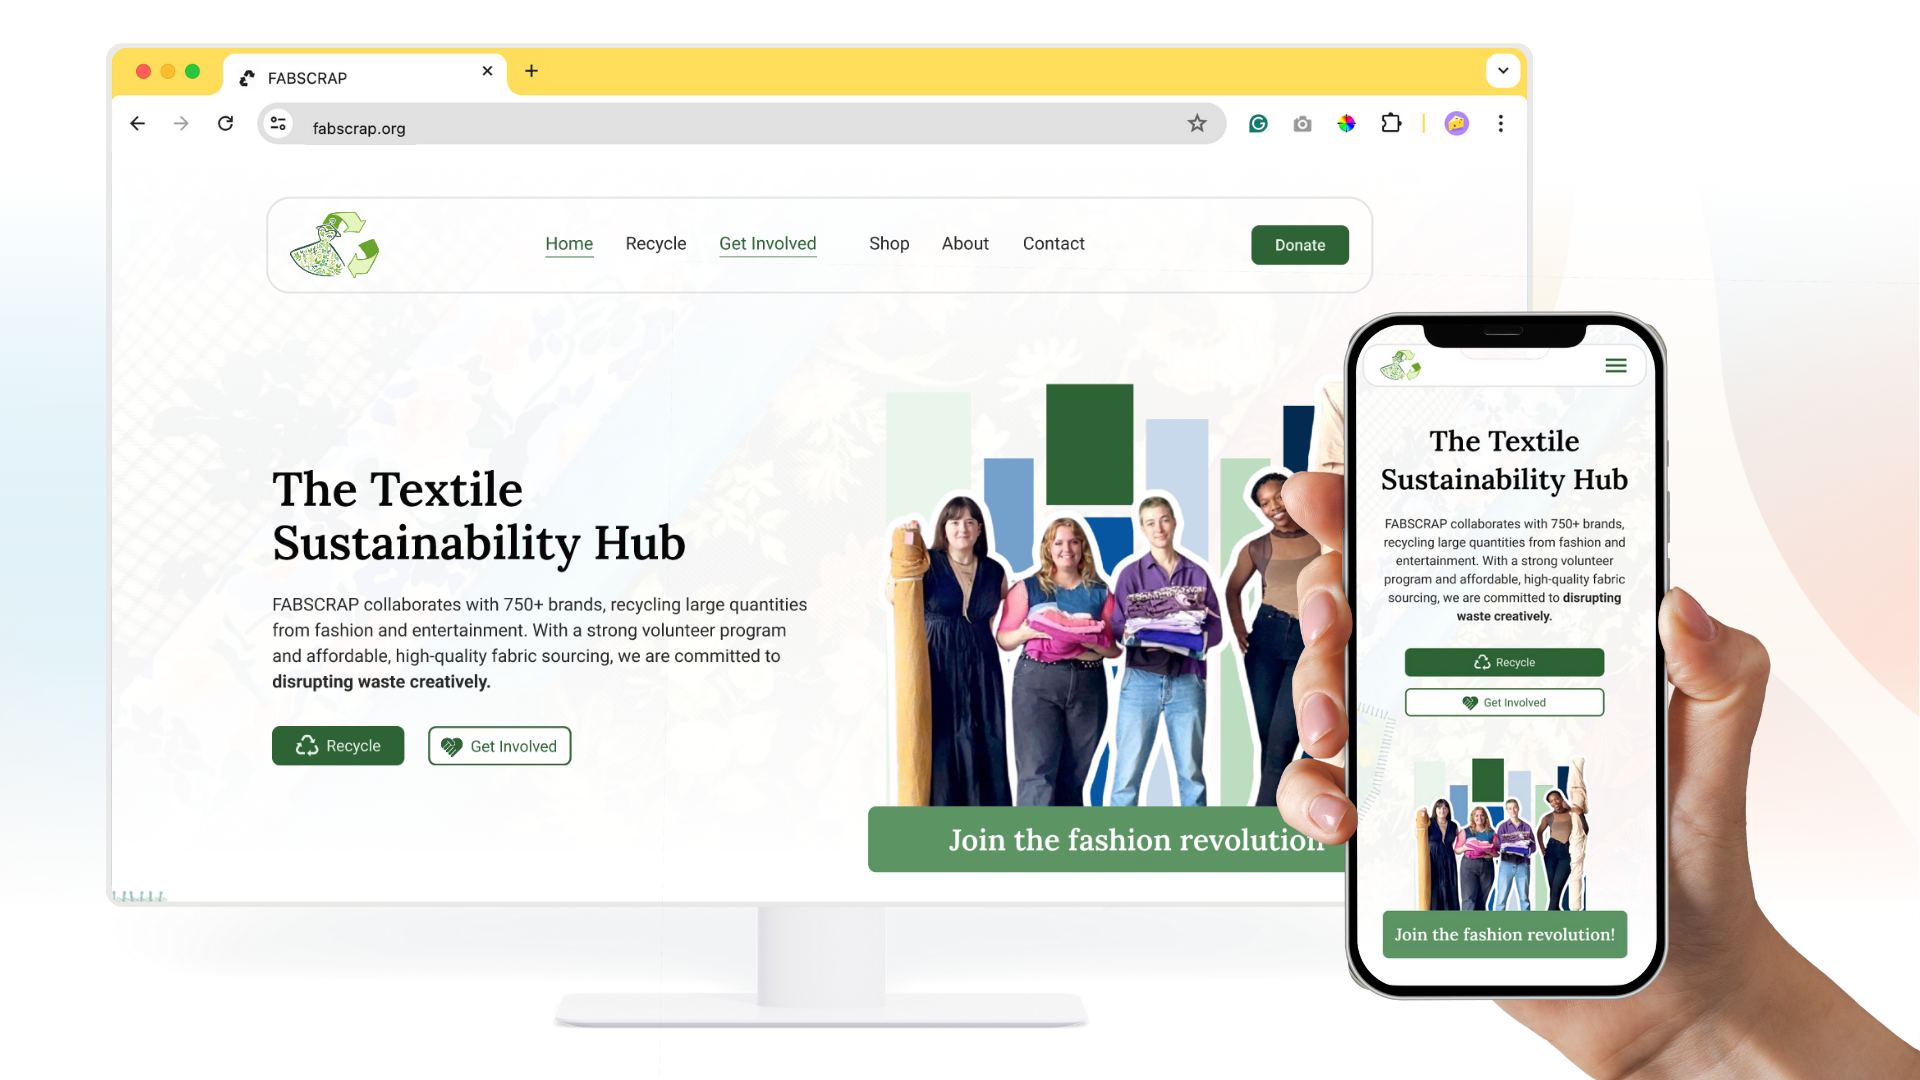 FABSCRAP
fabscrap.org
Home Recycle Get Involved Shop About Contact Donate
The Textile
Sustainability Hub
FABSCRAP collaborates with 750+ brands, recycling large quantities
from fashion and entertainment. With a strong volunteer program
and affordable, high-quality fabric sourcing, we are committed to
disrupting waste creatively.
Recycle Get Involved
Join the fashion revolution
The Textile
Sustainability Hub
FABSCRAP collaborates with 750+ brands,
recycling large quantities from fashion and
entertainment. With a strong volunteer
program and affordable, high-quality fabric
sourcing, we are committed to disrupting
waste creatively.
Recycle
Get Involved
Join the fashion revolution!